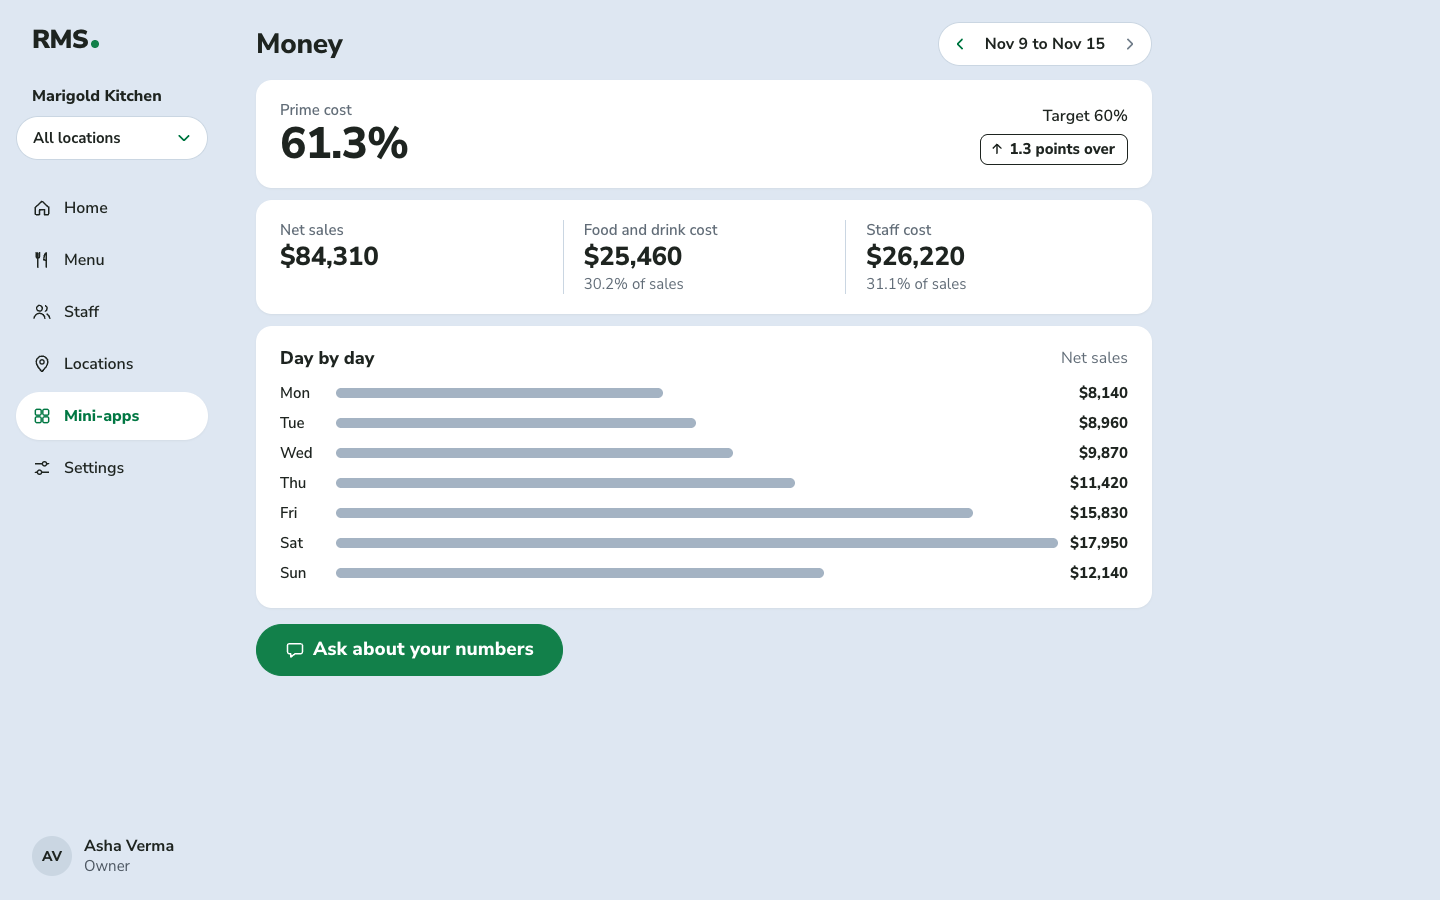 RMS.
Marigold Kitchen
All locations
Home
Menu
Staff
Locations
Mini-apps
Settings
AV
Asha Verma
Owner
Money
Nov 9 to Nov 15
Prime cost
61.3%
Target 60%
↑ 1.3 points over
Net sales
$84,310
Food and drink cost
$25,460
30.2% of sales
Staff cost
$26,220
31.1% of sales
Day by day
Net sales
Mon $8,140
Tue $8,960
Wed $9,870
Thu $11,420
Fri $15,830
Sat $17,950
Sun $12,140
Ask about your numbers